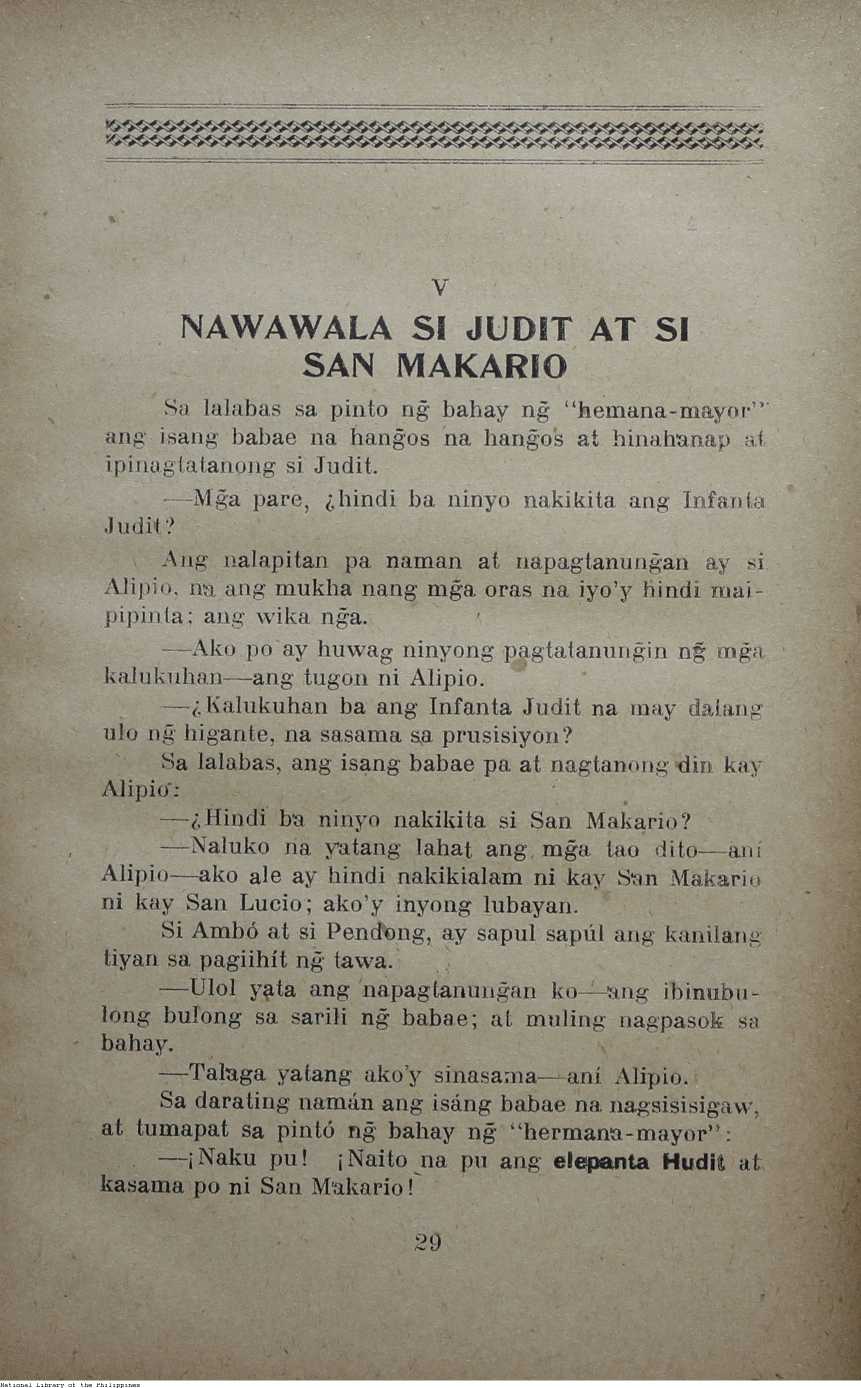 V
NAWAWALA SI JUDIT AT SI
SAN MAKARIO
Sa lalabas sa pinto ng̃ bahay ng̃ “hemana-mayor”
ang isang babae na hang̃os na hang̃os at hinahanap at
ipinagtatanong si Judit.
—Mg̃a pare, ¿hindi ba ninyo nakikita ang Infanta
Judit?
Ang nalapitan pa naman at napagtanung̃an ay si
Alipio, na ang mukha nang mg̃a oras na iyo’y hindi mai-
pipinta; ang wika ng̃a.
—Ako po ay huwag ninyong pagtatanung̃in ng̃ mg̃a
kalukuhan—ang tugon ni Alipio.
—¿Kalukuhan ba ang Infanta Judit na may dalang
ulo ng̃ higante, na sasama sa prusisiyon?
Sa lalabas, ang isang babae pa at nagtanong din kay
Alipio:
—¿Hindi ba ninyo nakikita si San Makario?
—Naluko na yatang lahat ang mg̃a tao dito—aní
Alipio—ako ale ay hindi nakikialam ni kay San Makario
ni kay San Lucio; ako’y inyong lubayan.
Si Ambó at si Pendong, ay sapul sapúl ang kanilang
tiyan sa pagiihít ng̃ tawa.
—Ulol yata ang napagtanung̃an ko—ang ibinubu-
long bulong sa sarili ng̃ babae; at muling nagpasok sa
bahay.
—Talaga yatang ako’y sinasama—aní Alipio.
Sa darating namán ang isáng babae na nagsisisigaw,
at tumapat sa pintó ng̃ bahay ng̃ “hermana-mayor”:
—¡Naku pu! ¡Naito na pu ang elepanta Hudit at
kasama po ni San Makario!
29
National Library of the Philippines